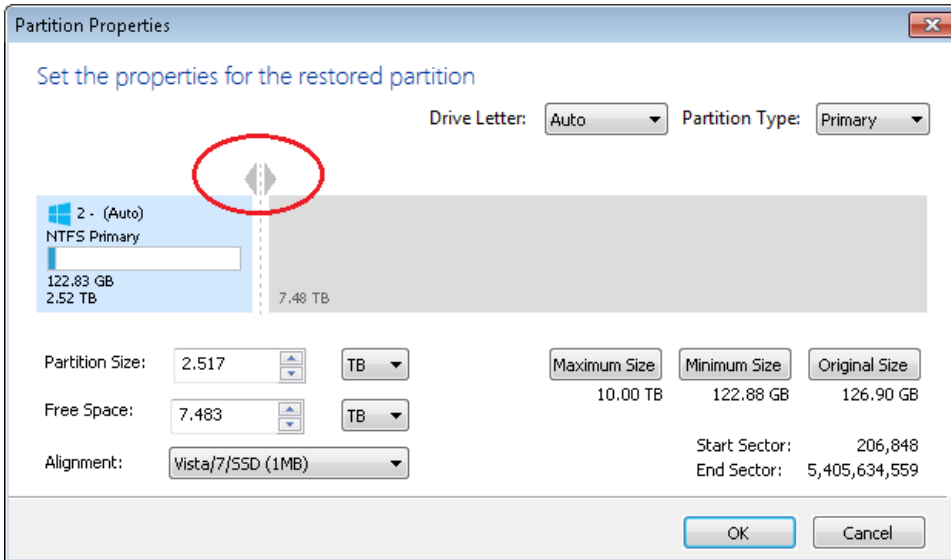 Partition Properties
Set the properties for the restored partition
Drive Letter: Auto Partition Type: Primary
2 - (Auto)
NTFS Primary
122.83 GB
2.52 TB 7.48 TB
Partition Size: 2.517 TB Maximum Size Minimum Size Original Size
10.00 TB 122.88 GB 126.90 GB
Free Space: 7.483 TB
Start Sector: 206,848
Alignment: Vista/7/SSD (1MB)
End Sector: 5,405,634,559
OK Cancel